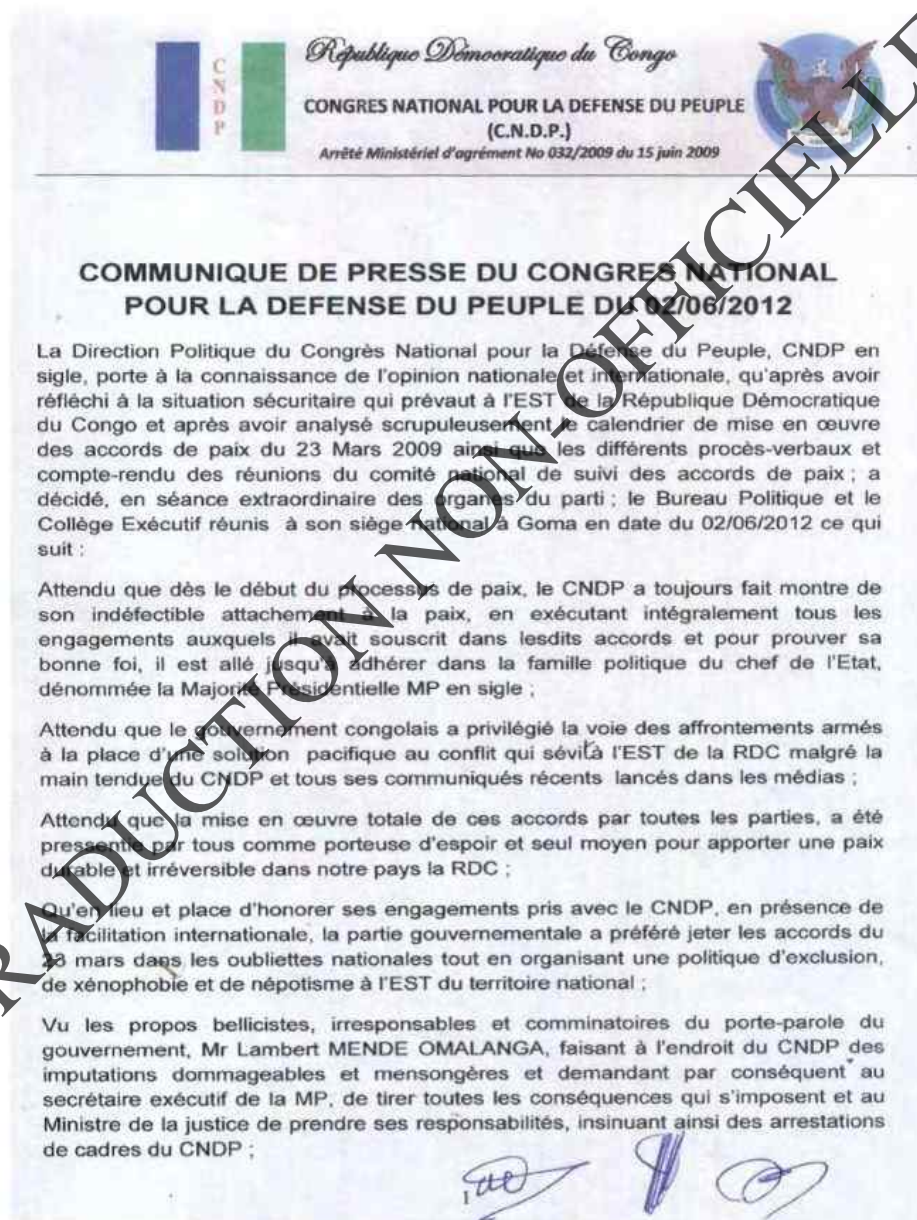 République Démocratique du Congo
CNDP
CONGRES NATIONAL POUR LA DEFENSE DU PEUPLE
(C.N.D.P.)
Arrêté Ministériel d'agrément No 032/2009 du 15 juin 2009
COMMUNIQUE DE PRESSE DU CONGRES NATIONAL
POUR LA DEFENSE DU PEUPLE DU 02/06/2012
La Direction Politique du Congrès National pour la Défense du Peuple, CNDP en
sigle, porte à la connaissance de l'opinion nationale et internationale, qu'après avoir
réfléchi à la situation sécuritaire qui prévaut à l'EST de la République Démocratique
du Congo et après avoir analysé scrupuleusement le calendrier de mise en œuvre
des accords de paix du 23 Mars 2009 ainsi que les différents procès-verbaux et
compte-rendu des réunions du comité national de suivi des accords de paix ; a
décidé, en séance extraordinaire des organes du parti ; le Bureau Politique et le
Collège Exécutif réunis à son siège national à Goma en date du 02/06/2012 ce qui
suit :
Attendu que dès le début du processus de paix, le CNDP a toujours fait montre de
son indéfectible attachement à la paix, en exécutant intégralement tous les
engagements auxquels il avait souscrit dans lesdits accords et pour prouver sa
bonne foi, il est allé jusqu'à adhérer dans la famille politique du chef de l'Etat,
dénommée la Majorité Présidentielle MP en sigle ;
Attendu que le gouvernement congolais a privilégié la voie des affrontements armés
à la place d'une solution pacifique au conflit qui sévit à l'EST de la RDC malgré la
main tendue du CNDP et tous ses communiqués récents lancés dans les médias ;
Attendu que la mise en œuvre totale de ces accords par toutes les parties, a été
pressentie par tous comme porteuse d'espoir et seul moyen pour apporter une paix
durable et irréversible dans notre pays la RDC ;
Qu'en lieu et place d'honorer ses engagements pris avec le CNDP, en présence de
la facilitation internationale, la partie gouvernementale a préféré jeter les accords du
23 mars dans les oubliettes nationales tout en organisant une politique d'exclusion,
de xénophobie et de népotisme à l'EST du territoire national ;
Vu les propos bellicistes, irresponsables et comminatoires du porte-parole du
gouvernement, Mr Lambert MENDE OMALANGA, faisant à l'endroit du CNDP des
imputations dommageables et mensongères et demandant par conséquent au
secrétaire exécutif de la MP, de tirer toutes les conséquences qui s'imposent et au
Ministre de la justice de prendre ses responsabilités, insinuant ainsi des arrestations
de cadres du CNDP ;
1
RADUCTION NON-OFFICIELLE